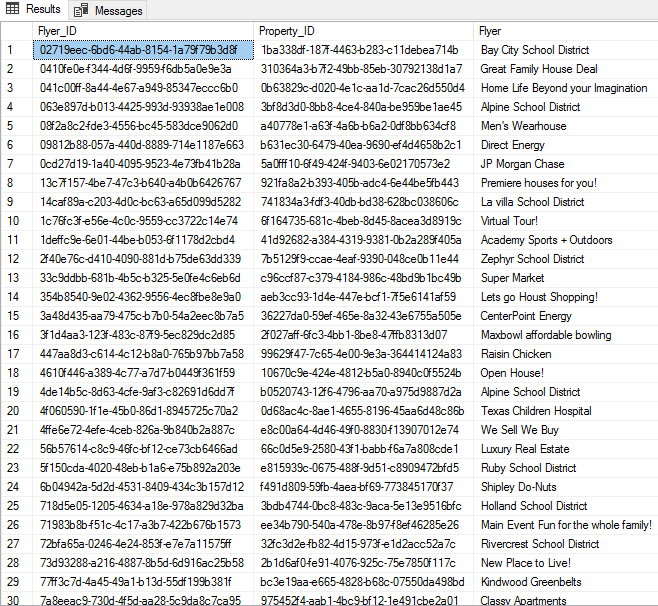 Results Messages
Flyer_ID Property_ID Flyer
1 02719eec-6bd6-44ab-8154-1a79f79b3d8f 1ba338df-187f-4463-b283-c11debea714b Bay City School District
2 0410fe0e-f344-4d6f-9959-f6db5a0e9e3a 310364a3-b7f2-49bb-85eb-30792138d1a7 Great Family House Deal
3 041c00ff-8a44-4e67-a949-85347eccc6b0 0b63829c-d020-4e1c-aa1d-7cac26d550d4 Home Life Beyond your Imagination
4 063e897d-b013-4425-993d-93938ae1e008 3bf8d3d0-8bb8-4ce4-840a-be959be1ae45 Alpine School District
5 08f2a8c2-fde3-4556-bc45-583dce9062d0 a40778e1-a63f-4a6b-b6a2-0df8bb634cf8 Men's Wearhouse
6 09812b88-057a-440d-8889-714e1187e663 b631ec30-6479-40ea-9690-ef4d4658b2c1 Direct Energy
7 0cd27d19-1a40-4095-9523-4e73fb41b28a 5a0fff10-6f49-424f-9403-6e02170573e2 JP Morgan Chase
8 13c7f157-4be7-47c3-b640-a4b0b6426767 921fa8a2-b393-405b-adc4-6e44be5fb443 Premiere houses for you!
9 14caf89a-c203-4d0c-bc63-a65d099d5282 741834a3-fdf3-40db-bd38-628bc038606c La villa School District
10 1c76fc3f-e56e-4c0c-9559-cc3722c14e74 6f164735-681c-4beb-8d45-8acea3d8919c Virtual Tour!
11 1deffc9e-6e01-44be-b053-6f1178d2cbd4 41d92682-a384-4319-9381-0b2a289f405a Academy Sports + Outdoors
12 2f40e76c-d410-4090-881d-b75de63dd339 7b5129f9-ccae-4eaf-9390-048ce0b11e44 Zephyr School District
13 33c9ddbb-681b-4b5c-b325-5e0fe4c6eb6d c96ccf87-c379-4184-986c-48bd9b1bc49b Super Market
14 354b8540-9e02-4362-9556-4ec8fbe8e9a0 aeb3cc93-1d4e-447e-bcf1-7f5e6141af59 Lets go Houst Shopping!
15 3a48d435-aa79-475c-b7b0-54a2eec8b7a5 36227da0-59ef-465e-8a32-43e6755a505e CenterPoint Energy
16 3f1d4aa3-123f-483c-87f9-5ec829dc2d85 2f027aff-6fc3-4bb1-8be8-47ffb8313d07 Maxbowl affordable bowling
17 447aa8d3-c614-4c12-b8a0-765b97bb7a58 99629f47-7c65-4e00-9e3a-364414124a83 Raisin Chicken
18 4610f446-a389-4c77-a7d7-b0449f361f59 10670c9e-424e-4812-b5a0-8940c0f5524b Open House!
19 4de14b5c-8d63-4cfe-9af3-c82691d6dd7f b0520743-12f6-4796-aa70-a975d9887d2a Alpine School District
20 4f060590-1f1e-45b0-86d1-8945725c70a2 0d68ac4c-8ae1-4655-8196-45aa6d48c86b Texas Children Hospital
21 4ffe6e72-4efe-4ceb-826a-9b840b2a887c e8c00a64-4d46-49f0-8830-f13907012e74 We Sell We Buy
22 56b57614-c8c9-46fc-bf12-ce73cb6466ad 66c0d5e9-2580-43f1-babb-f6a7a808cde1 Luxury Real Estate
23 5f150cda-4020-48eb-b1a6-e75b892a203e e815939c-0675-488f-9d51-c8909472bfd5 Ruby School District
24 6b04942a-5d2d-4531-8409-434c3b157d12 f491d809-59fb-4aea-bf69-773845170f37 Shipley Do-Nuts
25 718d5e05-1205-4634-a18e-978a829d32ba 3bdb4744-0bc8-483c-9aca-5e13e9516bfc Holland School District
26 71983b8b-f51c-4c17-a3b7-422b676b1573 ee34b790-540a-478e-8b97-f8ef46285e26 Main Event Fun for the whole family!
27 72bfa65a-0246-4e24-853f-e7e7a11575ff 32fc3d2e-fb82-4d15-973f-e1d2acc52a7c Rivercrest School District
28 73d93288-a216-4887-8b5d-6d916ac25b58 2b1d6af0-fe91-4076-925c-75e7850f117c New Place to Live!
29 77ff3c7d-4a45-49a1-b13d-55df199b381f bc3e19aa-e665-4828-b68c-07550da498bd Kindwood Greenbelts
30 7a8eeac9-730d-4f5d-aa28-5c9da8c7ca95 975452f4-aab1-4bc9-bf12-1e491cbe2a01 Classy Apartments